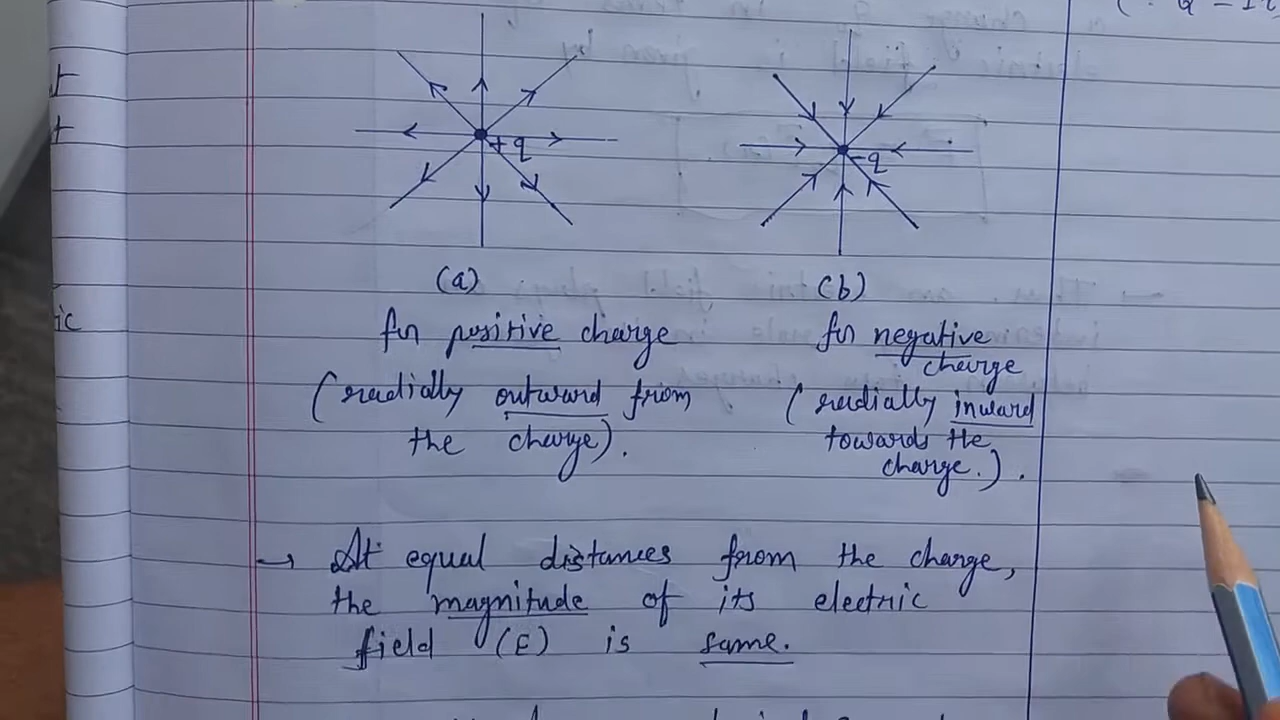 +q
-q
(a)
(b)
for positive charge
(radially outward from
the charge).
for negative
charge
(radially inward
towards the
charge.).
→ At equal distances from the charge,
the magnitude of its electric
field (E) is same.